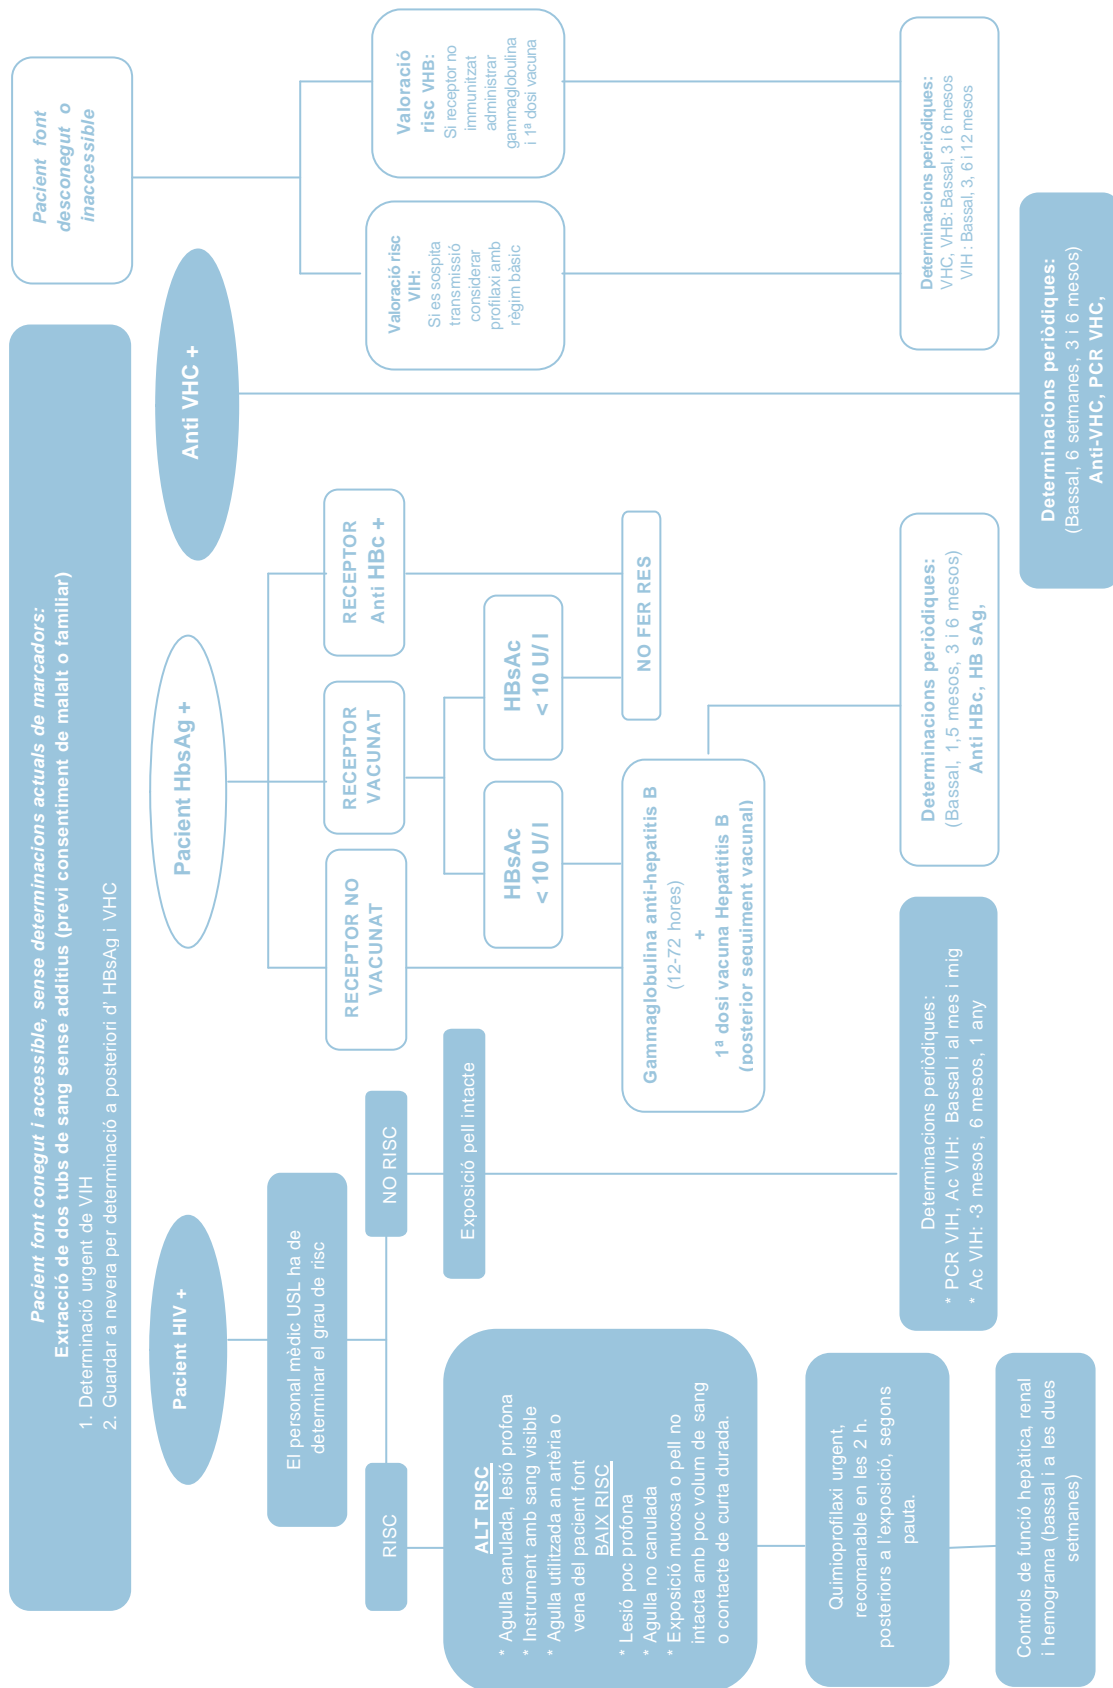 Pacient font conegut i accessible, sense determinacions actuals de marcadors:
Extracció de dos tubs de sang sense additius (previ consentiment de malalt o familiar)
1. Determinació urgent de VIH
2. Guardar a nevera per determinació a posteriori d' HBsAg i VHC
Pacient font
desconegut o
inaccessible
Pacient HIV +
Pacient HbsAg +
Anti VHC +
El personal mèdic USL ha de
determinar el grau de risc
RISC
NO RISC
ALT RISC
* Agulla canulada, lesió profona
* Instrument amb sang visible
* Agulla utilitzada an artèria o
vena del pacient font
BAIX RISC
* Lesió poc profona
* Agulla no canulada
* Exposició mucosa o pell no
intacta amb poc volum de sang
o contacte de curta durada.
Exposició pell intacte
Quimioprofilaxi urgent,
recomanable en les 2 h.
posteriors a l'exposició, segons
pauta.
Controls de funció hepàtica, renal
i hemograma (bassal i a les dues
setmanes)
Determinacions periòdiques:
* PCR VIH, Ac VIH: Bassal i al mes i mig
* Ac VIH: ·3 mesos, 6 mesos, 1 any
RECEPTOR NO
VACUNAT
RECEPTOR
VACUNAT
RECEPTOR
Anti HBc +
HBsAc
< 10 U/ l
HBsAc
< 10 U/ l
Gammaglobulina anti-hepatitis B
(12-72 hores)
+
1ª dosi vacuna Hepatitis B
(posterior seguiment vacunal)
NO FER RES
Determinacions periòdiques:
(Bassal, 1,5 mesos, 3 i 6 mesos)
Anti HBc, HB sAg,
Determinacions periòdiques:
(Bassal, 6 setmanes, 3 i 6 mesos)
Anti-VHC, PCR VHC,
Valoració risc
VIH:
Si es sospita
transmissió
considerar
profilaxi amb
règim bàsic
Valoració
risc VHB:
Si receptor no
immunitzat
administrar
gammaglobulina
i 1ª dosi vacuna
Determinacions periòdiques:
VHC, VHB: Bassal, 3 i 6 mesos
VIH : Bassal, 3, 6 i 12 mesos